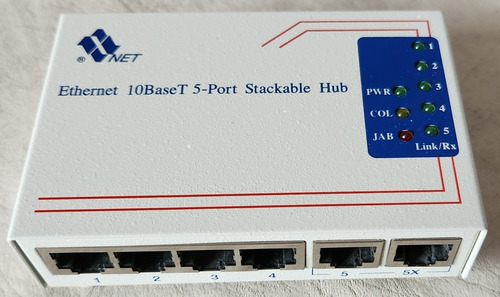 ® NET
Ethernet 10BaseT 5-Port Stackable Hub
1
2
PWR 3
COL 4
JAB 5
Link/Rx
1 2 3 4 5 5X